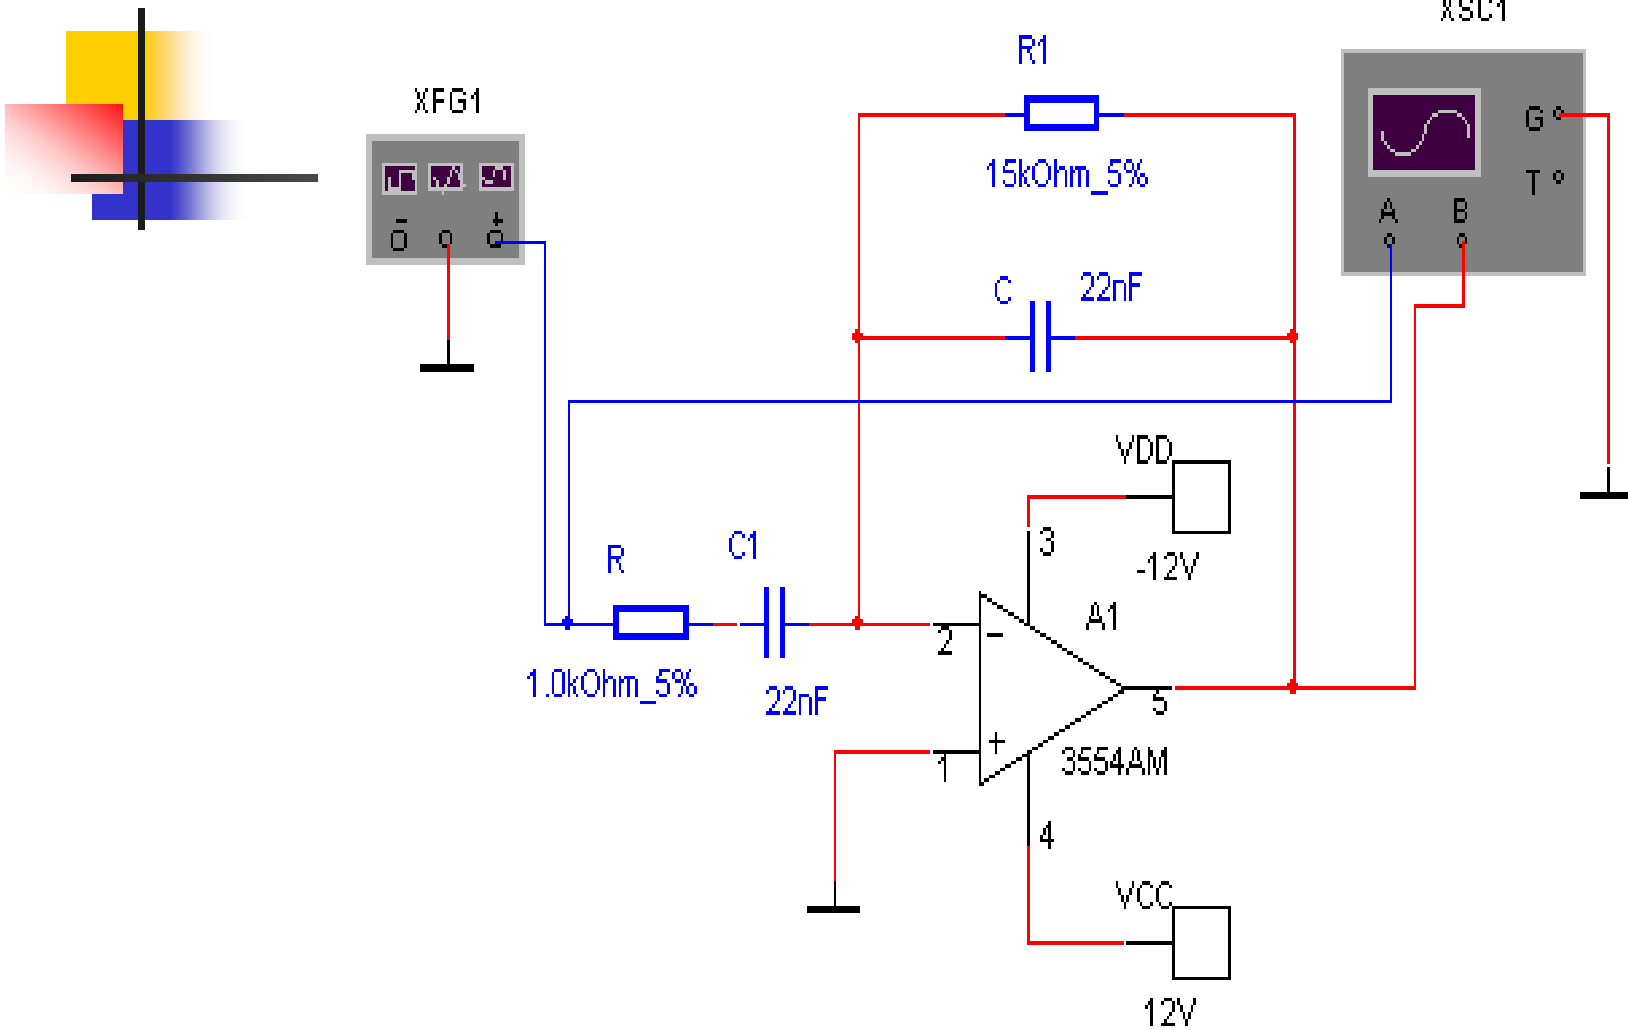 XSC1
R1
XFG1
G
15kOhm_5%
T
A B
- +
C 22nF
VDD
3
R C1
-12V
A1
2
-
1.0kOhm_5%
22nF
5
+
1
3554AM
4
VCC
12V